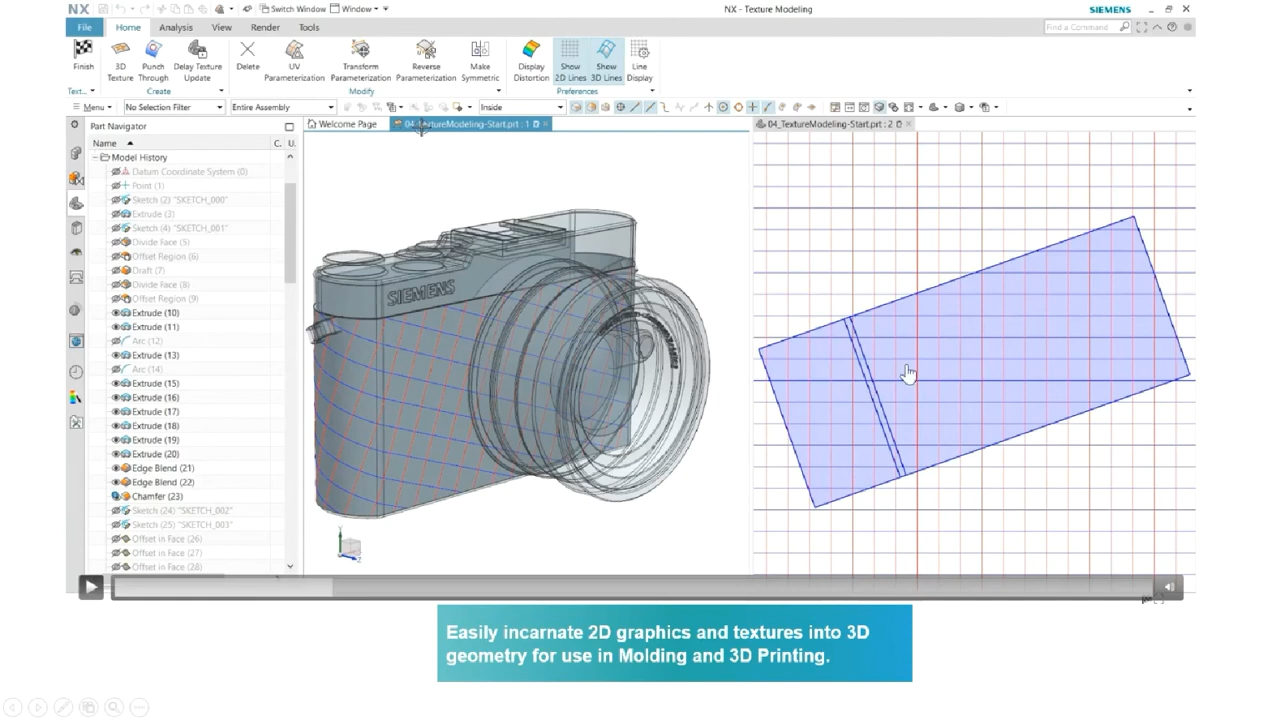 NX
Switch Window Window
NX - Texture Modeling
SIEMENS
File Home Analysis View Render Tools
Find a Command
Finish
3D Texture
Punch Through
Delay Texture Update
Delete
UV Parameterization
Transform Parameterization
Reverse Parameterization
Make Symmetric
Display Distortion
Show 2D Lines
Show 3D Lines
Line Display
Text...
Create
Modify
Preferences
Menu
No Selection Filter
Entire Assembly
Inside
Part Navigator
Welcome Page
04_TextureModeling-Start.prt : 1
04_TextureModeling-Start.prt : 2
Name C. U.
Model History
Datum Coordinate System (0)
Point (1)
Sketch (2) "SKETCH_000"
Extrude (3)
Sketch (4) "SKETCH_001"
Divide Face (5)
Offset Region (6)
Draft (7)
Divide Face (8)
Offset Region (9)
Extrude (10)
Extrude (11)
Arc (12)
Extrude (13)
Arc (14)
Extrude (15)
Extrude (16)
Extrude (17)
Extrude (18)
Extrude (19)
Extrude (20)
Edge Blend (21)
Edge Blend (22)
Chamfer (23)
Sketch (24) "SKETCH_002"
Sketch (25) "SKETCH_003"
Offset in Face (26)
Offset in Face (27)
Offset in Face (28)
SIEMENS
Easily incarnate 2D graphics and textures into 3D
geometry for use in Molding and 3D Printing.